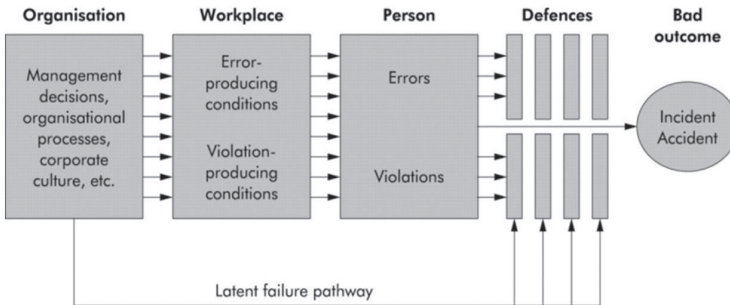 Organisation
Workplace
Person
Defences
Bad
outcome
Management
decisions,
organisational
processes,
corporate
culture, etc.
Error-
producing
conditions
Violation-
producing
conditions
Errors
Violations
Incident
Accident
Latent failure pathway